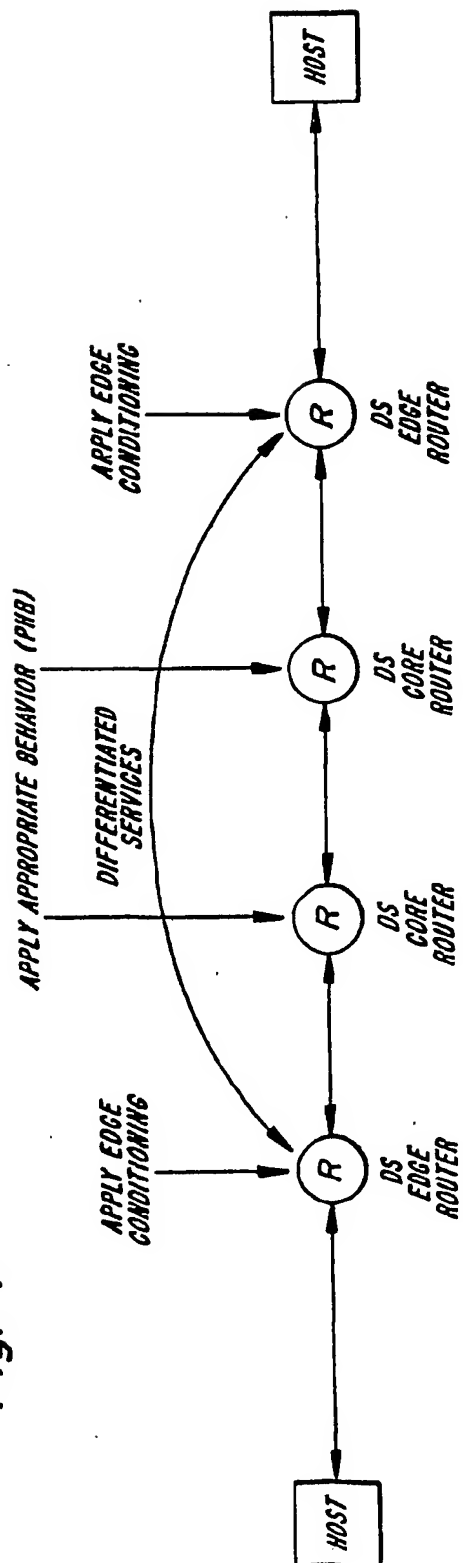 APPLY APPROPRIATE BEHAVIOR (PHB)
APPLY EDGE
CONDITIONING
APPLY EDGE
CONDITIONING
DIFFERENTIATED
SERVICES
HOST
R
R
R
R
HOST
DS
EDGE
ROUTER
DS
CORE
ROUTER
DS
CORE
ROUTER
DS
EDGE
ROUTER